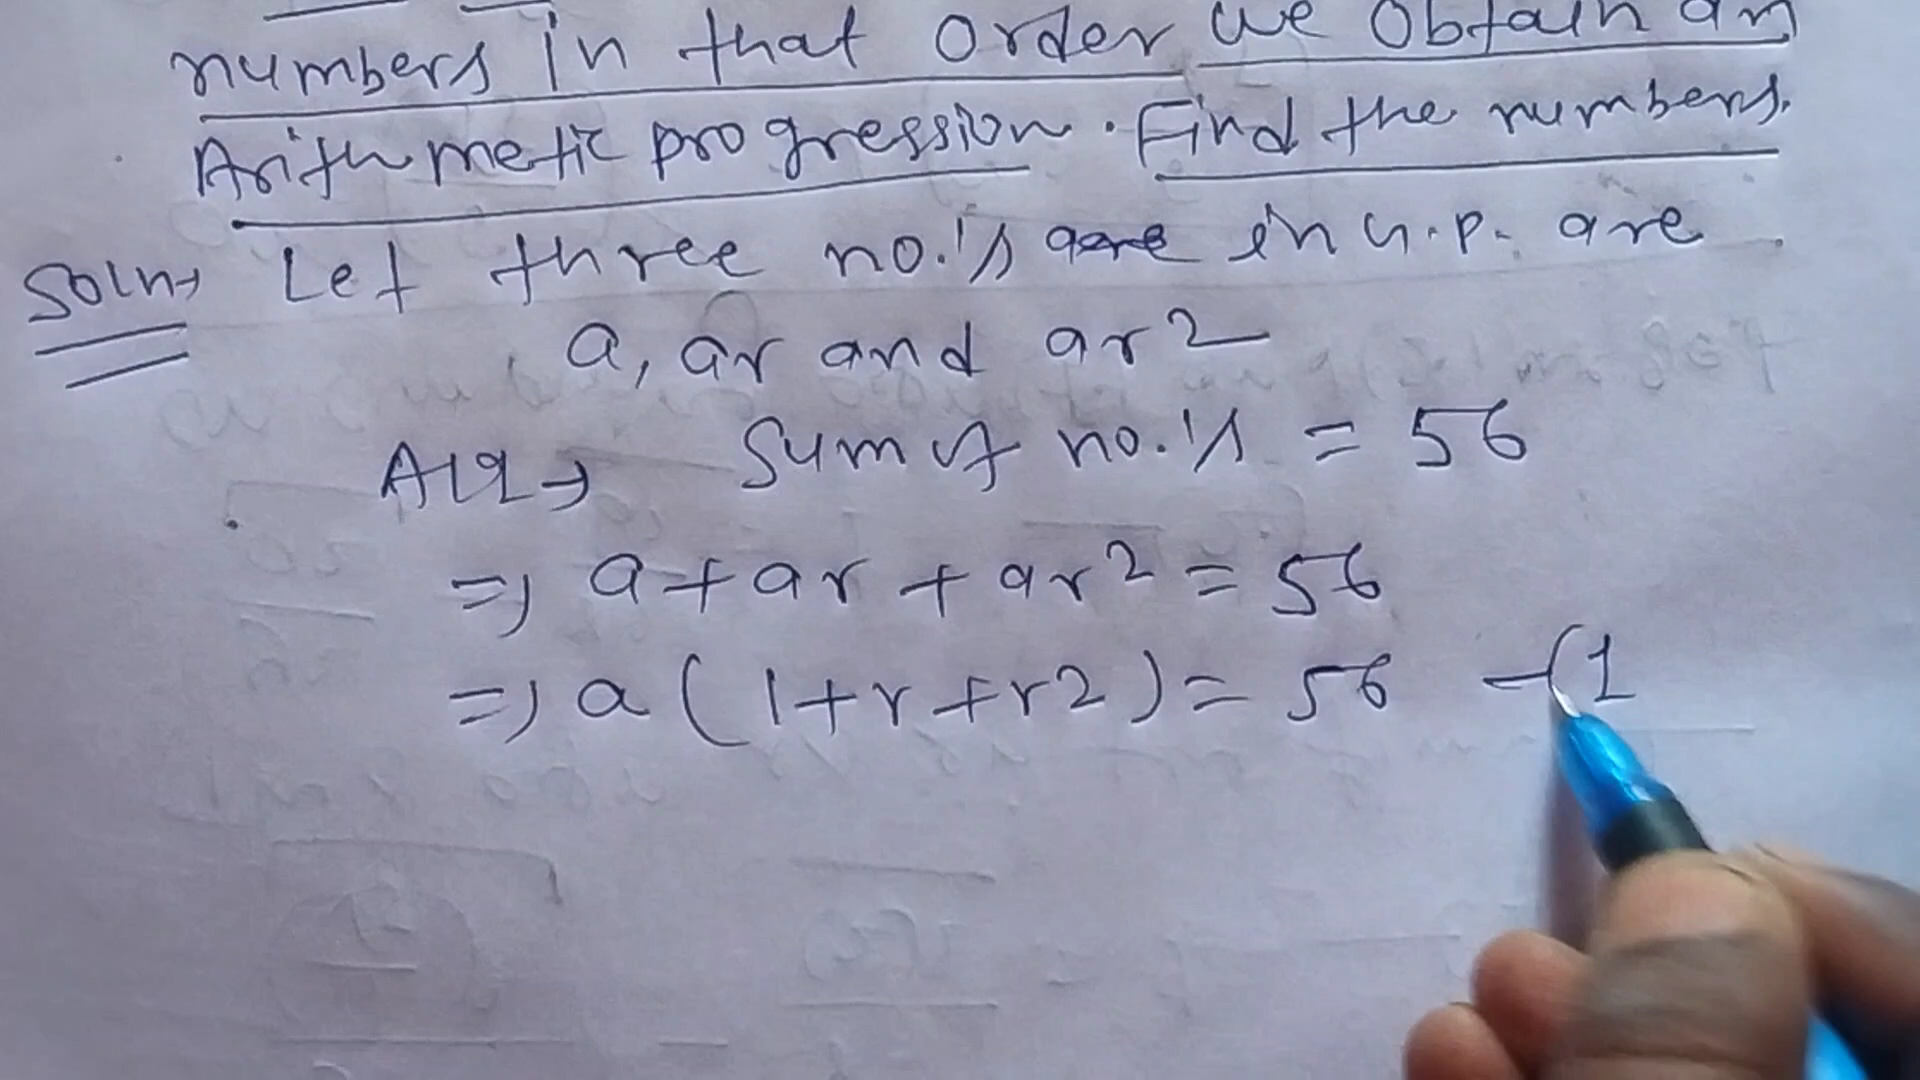 numbers in that order we obtain an
Arithmetic progression. Find the numbers.
Soln→ Let three no.'s are in G.P. are
a, ar and ar2
A/Q→ Sum of no.'s = 56
=> a + ar + ar² = 56
=> a (1+r+r2) = 56 -(1